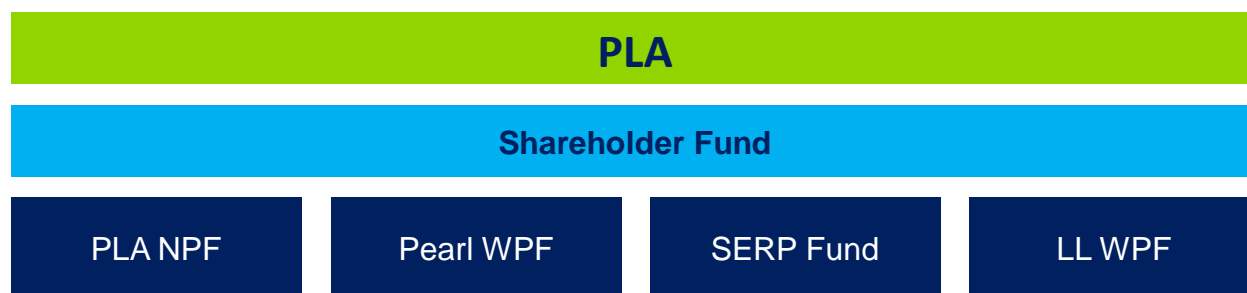 PLA
Shareholder Fund
PLA NPF
Pearl WPF
SERP Fund
LL WPF